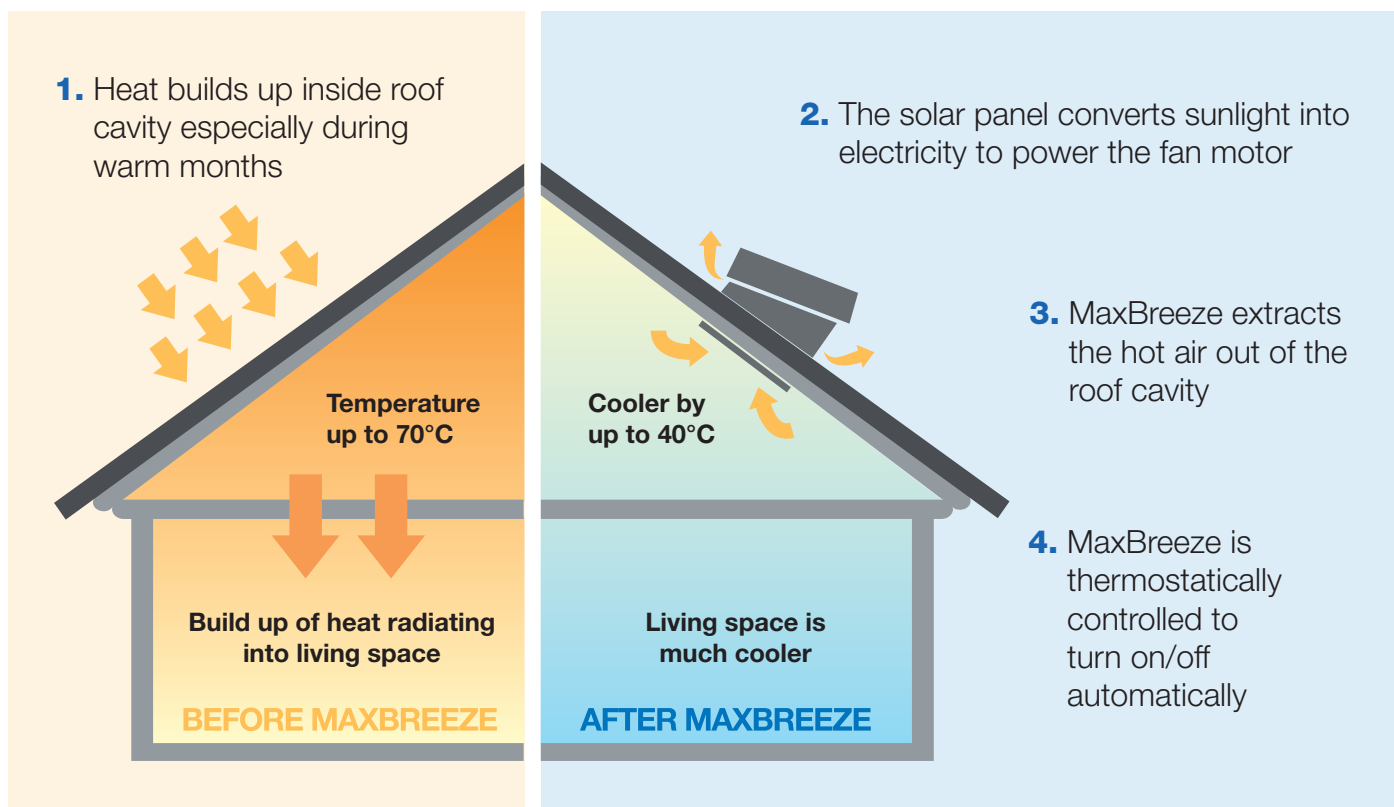 1. Heat builds up inside roof
cavity especially during
warm months
Temperature
up to 70°C
Build up of heat radiating
into living space
BEFORE MAXBREEZE
2. The solar panel converts sunlight into
electricity to power the fan motor
3. MaxBreeze extracts
the hot air out of the
roof cavity
Cooler by
up to 40°C
4. MaxBreeze is
thermostatically
controlled to
turn on/off
automatically
Living space is
much cooler
AFTER MAXBREEZE